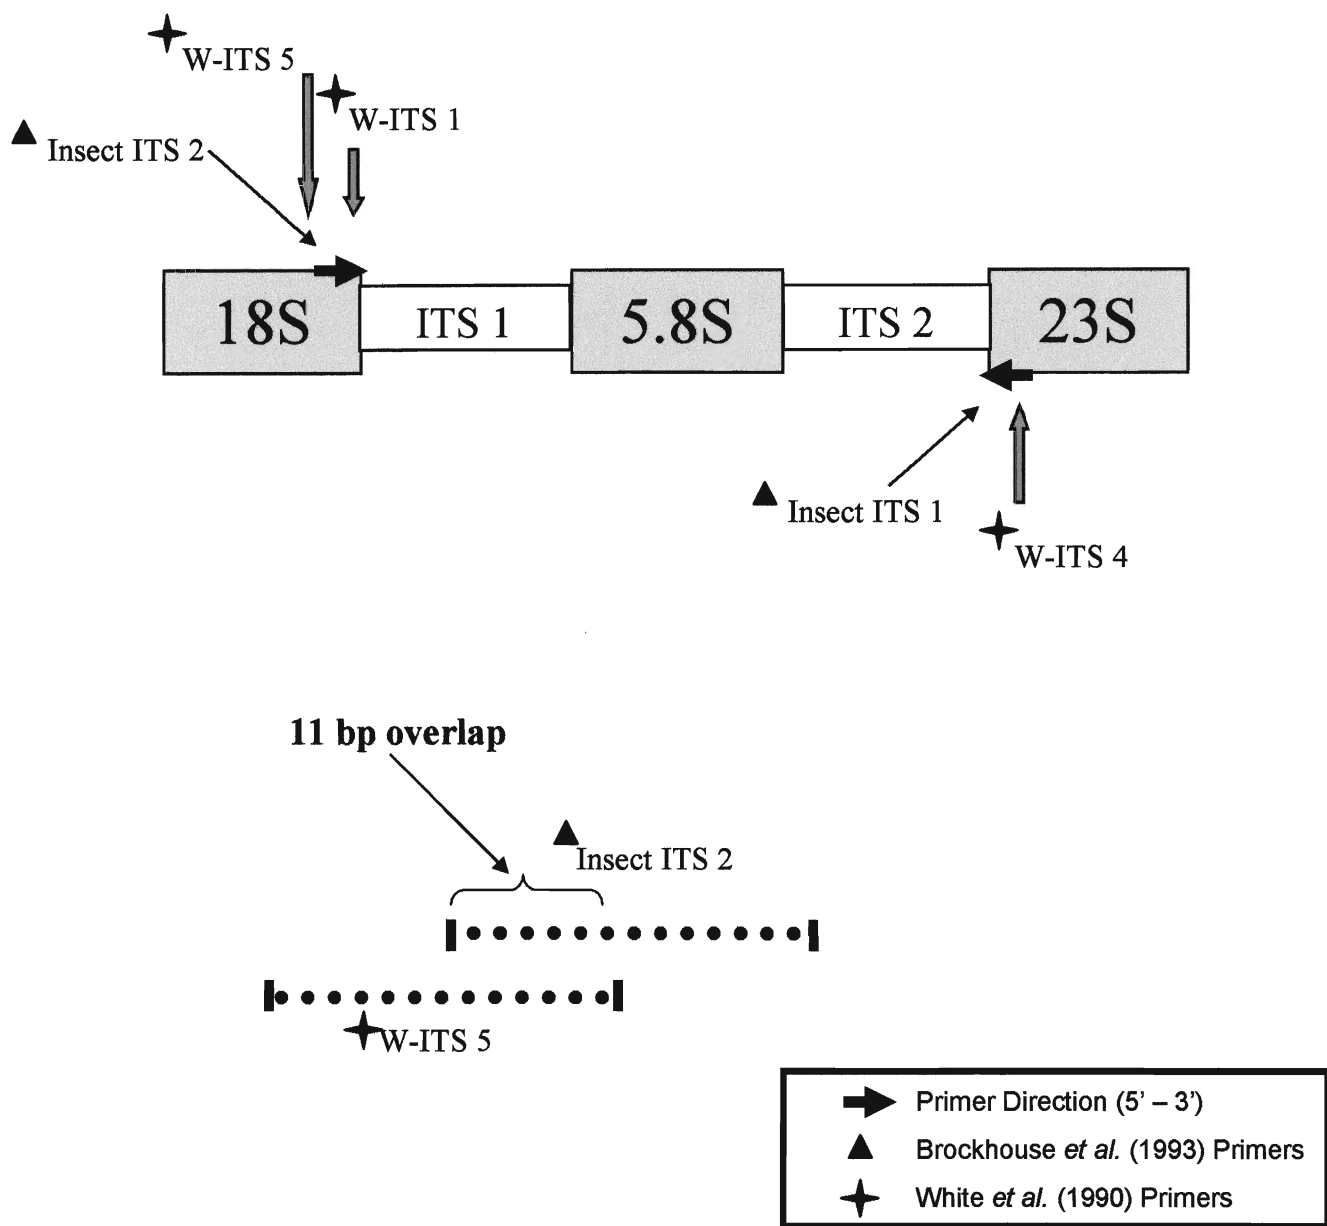 W-ITS 5
W-ITS 1
Insect ITS 2
18S
ITS 1
5.8S
ITS 2
23S
Insect ITS 1
W-ITS 4
11 bp overlap
Insect ITS 2
W-ITS 5
Primer Direction (5’ – 3’)
Brockhouse et al. (1993) Primers
White et al. (1990) Primers